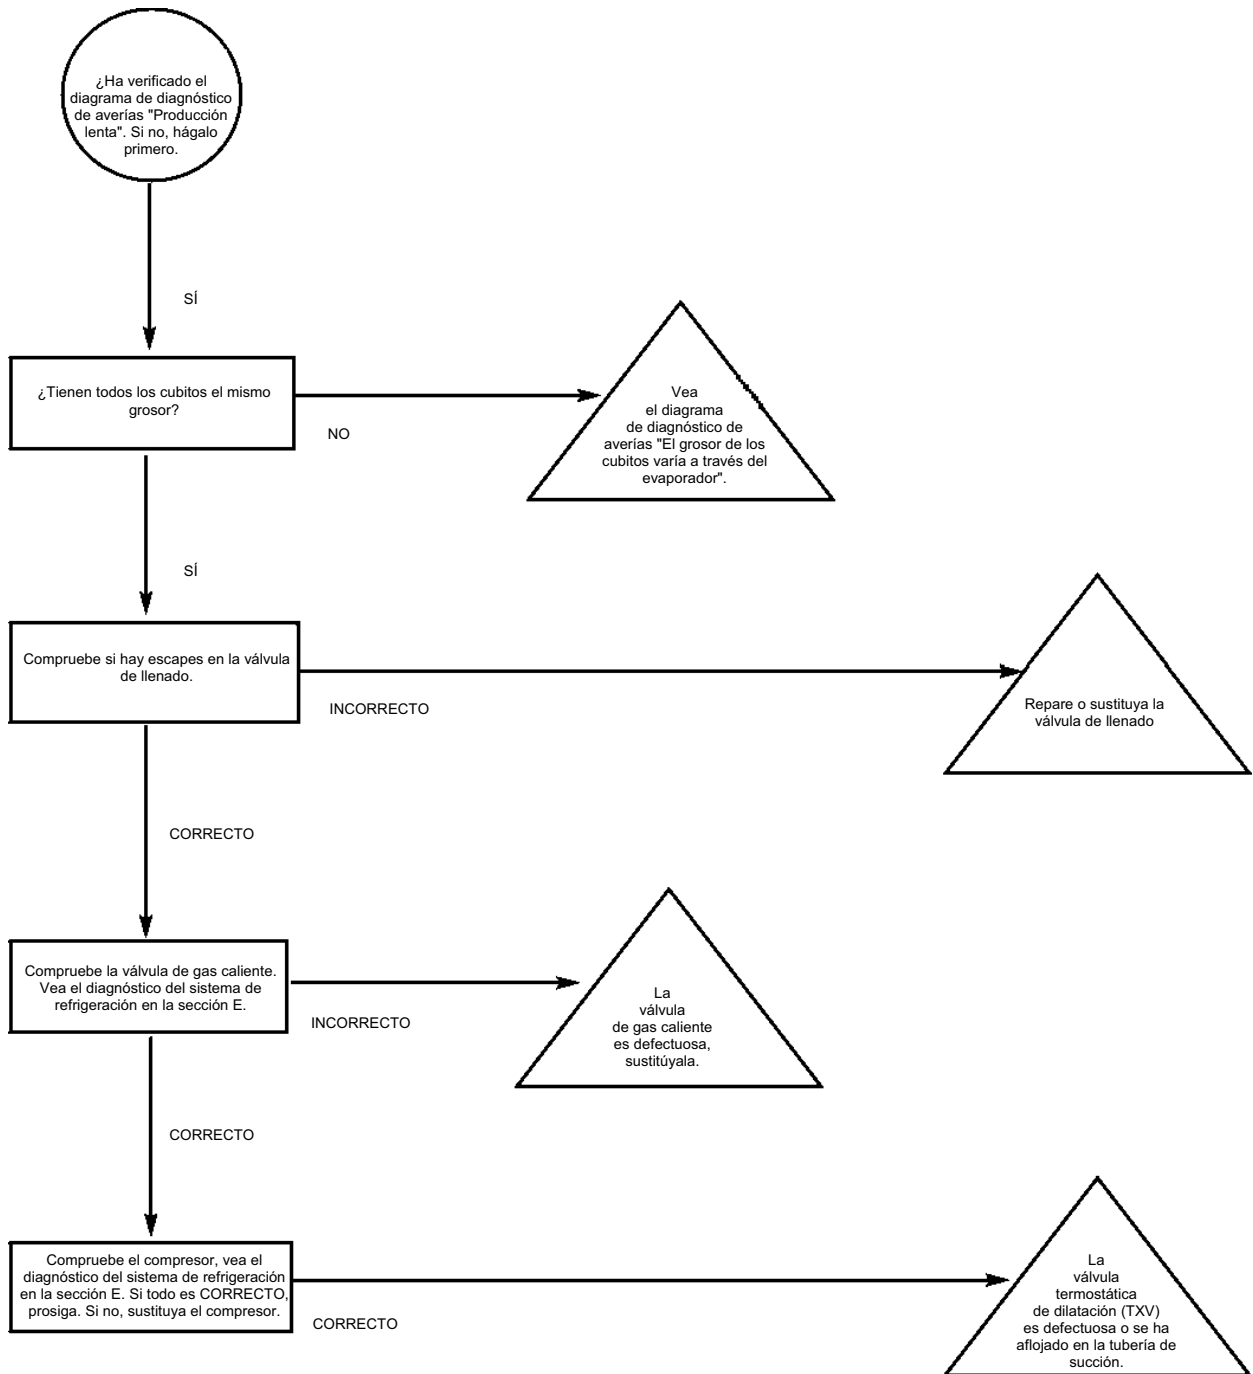 ¿Ha verificado el
diagrama de diagnóstico
de averías "Producción
lenta". Si no, hágalo
primero.
SÍ
¿Tienen todos los cubitos el mismo
grosor?
NO
Vea
el diagrama
de diagnóstico de
averías "El grosor de los
cubitos varía a través del
evaporador".
SÍ
Compruebe si hay escapes en la válvula
de llenado.
INCORRECTO
Repare o sustituya la
válvula de llenado
CORRECTO
Compruebe la válvula de gas caliente.
Vea el diagnóstico del sistema de
refrigeración en la sección E.
INCORRECTO
La
válvula
de gas caliente
es defectuosa,
sustitúyala.
CORRECTO
Compruebe el compresor, vea el
diagnóstico del sistema de refrigeración
en la sección E. Si todo es CORRECTO,
prosiga. Si no, sustituya el compresor.
CORRECTO
La
válvula
termostática
de dilatación (TXV)
es defectuosa o se ha
aflojado en la tubería de
succión.